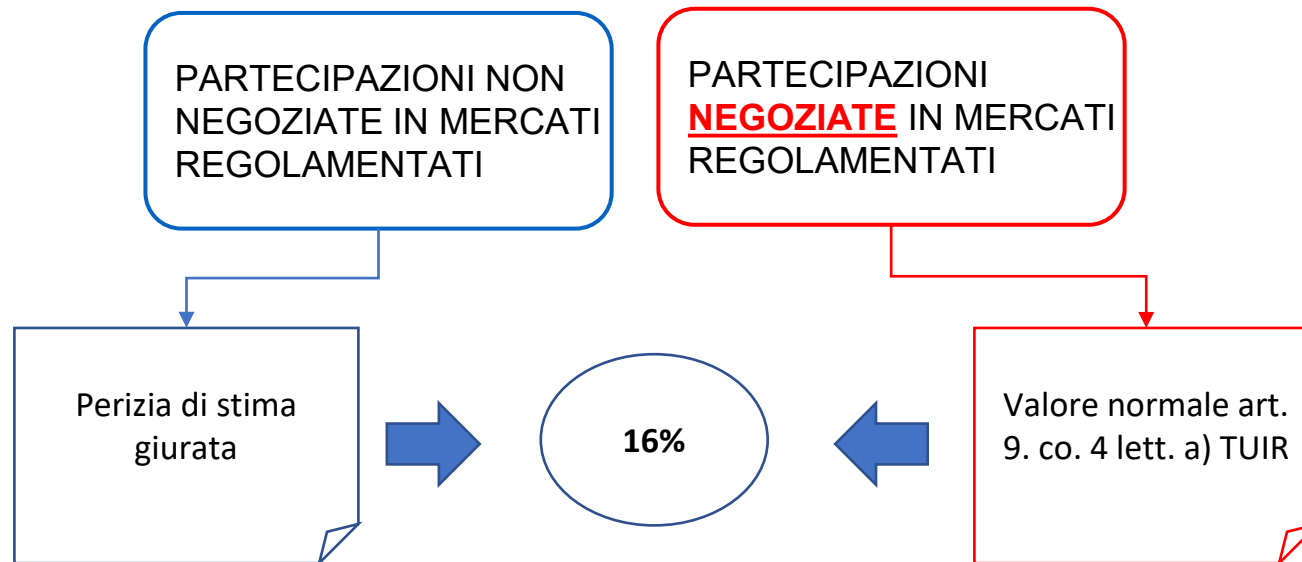 PARTECIPAZIONI NON
NEGOZIATE IN MERCATI
REGOLAMENTATI
PARTECIPAZIONI
NEGOZIATE IN MERCATI
REGOLAMENTATI
Perizia di stima
giurata
16%
Valore normale art.
9. co. 4 lett. a) TUIR